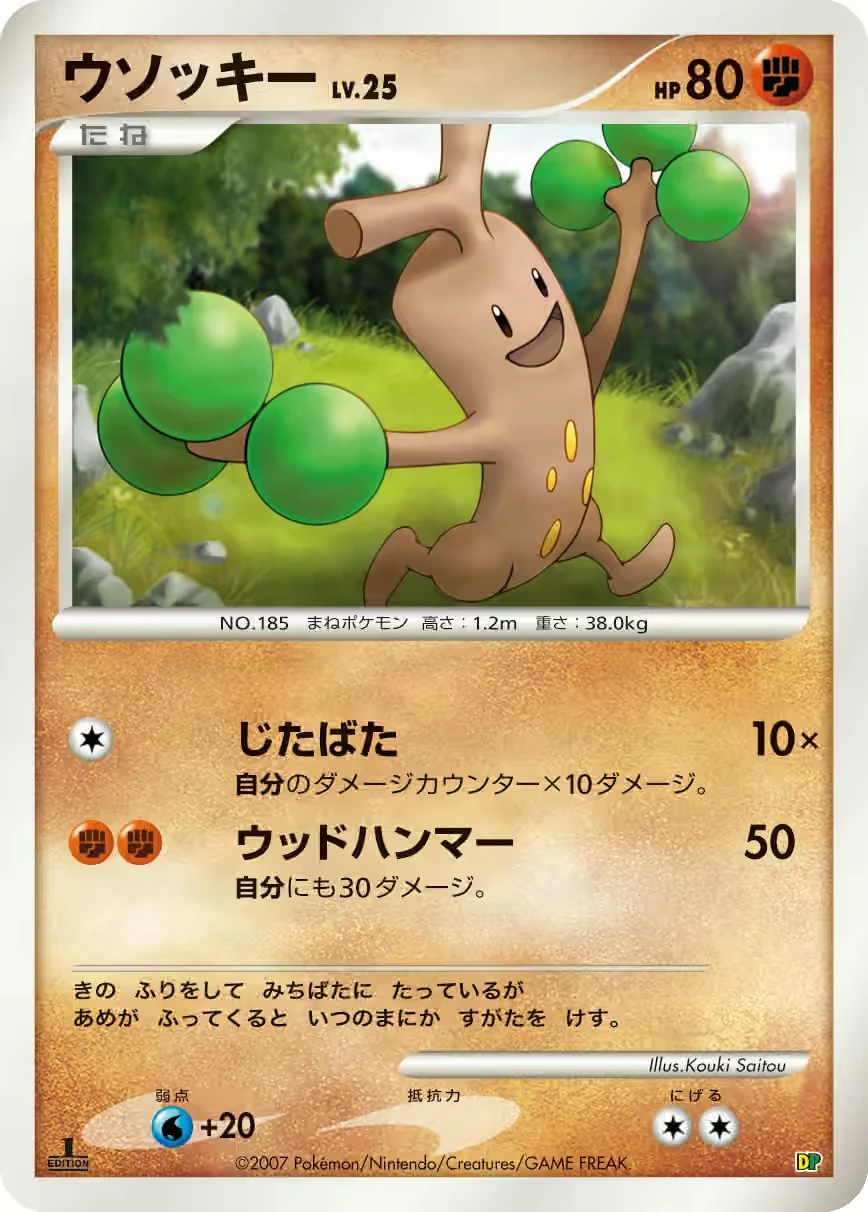 ウソッキー LV.25 HP 80
たね
NO.185 まねポケモン 高さ：1.2m 重さ：38.0kg
じたばた 10×
自分のダメージカウンター×10ダメージ。
ウッドハンマー 50
自分にも30ダメージ。
きの ふりをして みちばたに たっているが
あめが ふってくると いつのまにか すがたを けす。
Illus.Kouki Saitou
弱点 抵抗力 にげる
+20
1 EDITION
©2007 Pokémon/Nintendo/Creatures/GAME FREAK.
DP